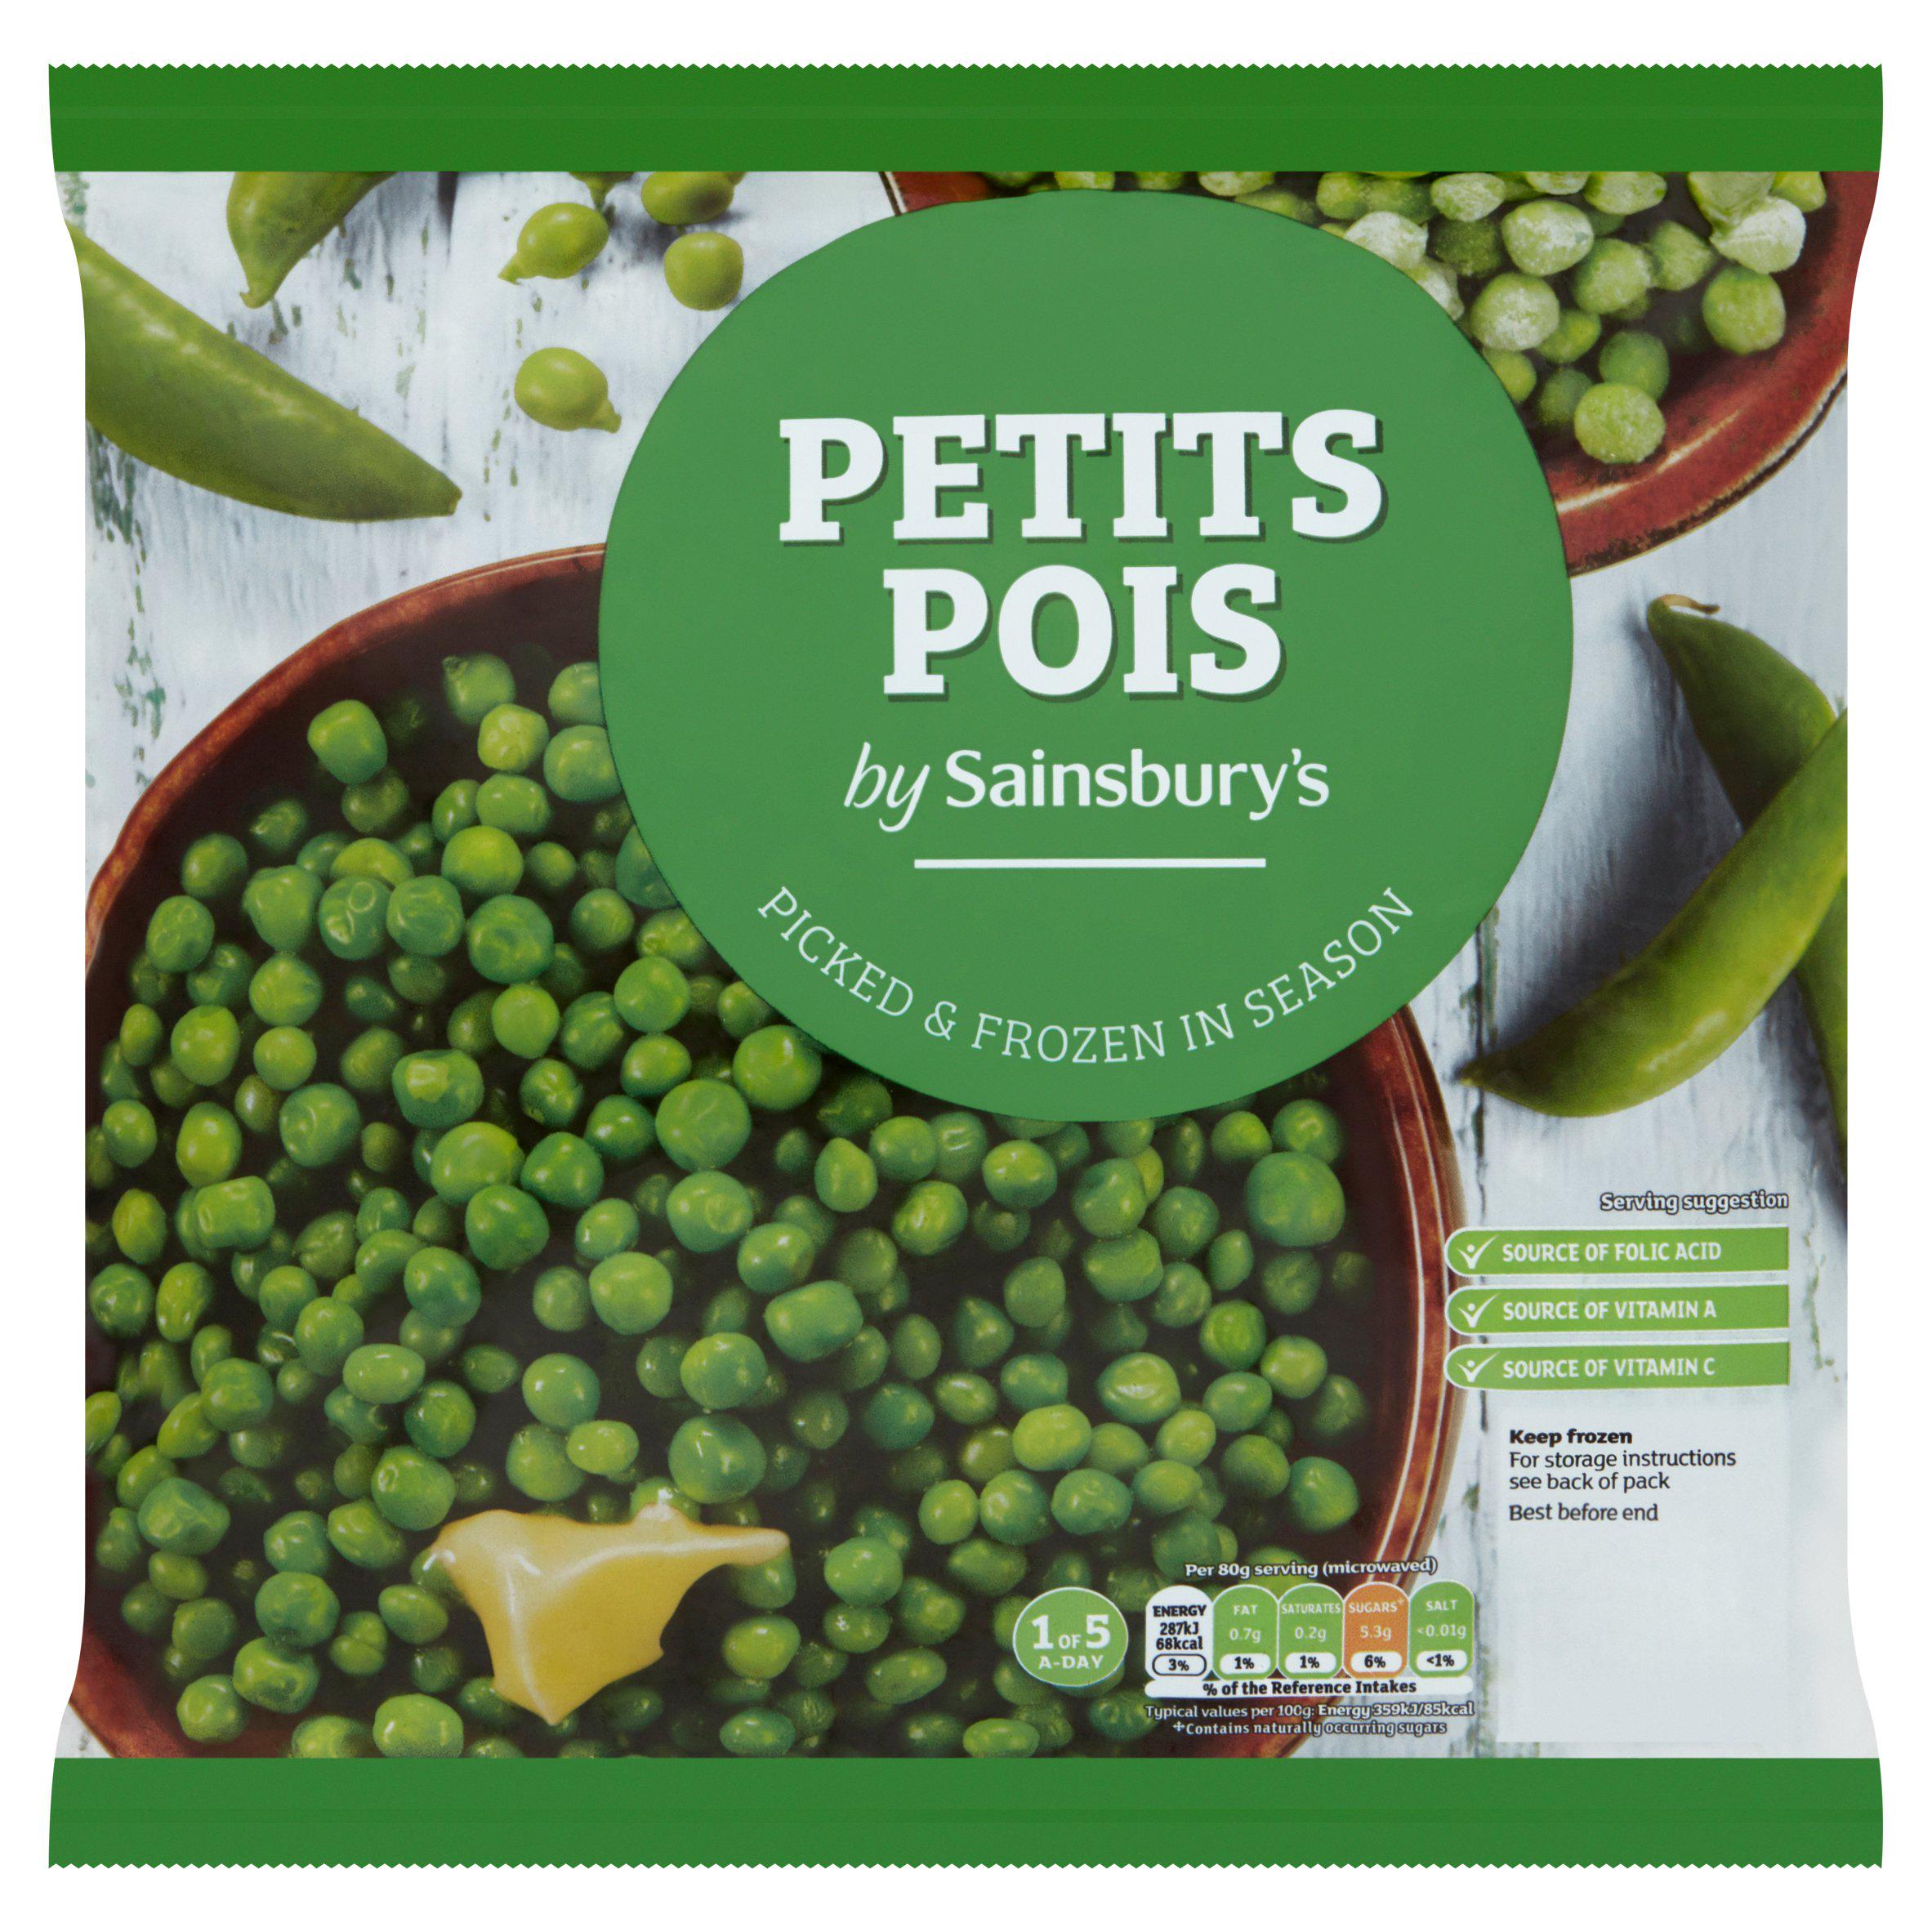 PETITS
POIS
by Sainsbury's
PICKED & FROZEN IN SEASON
Serving suggestion
SOURCE OF FOLIC ACID
SOURCE OF VITAMIN A
SOURCE OF VITAMIN C
Keep frozen
For storage instructions
see back of pack
Best before end
Per 80g serving (microwaved)
1 OF 5
A-DAY
ENERGY FAT SATURATES SUGARS✢ SALT
287kJ 0.7g 0.2g 5.3g <0.01g
68kcal
3% 1% 1% 6% <1%
% of the Reference Intakes
Typical values per 100g: Energy 359kJ/85kcal
✢Contains naturally occurring sugars